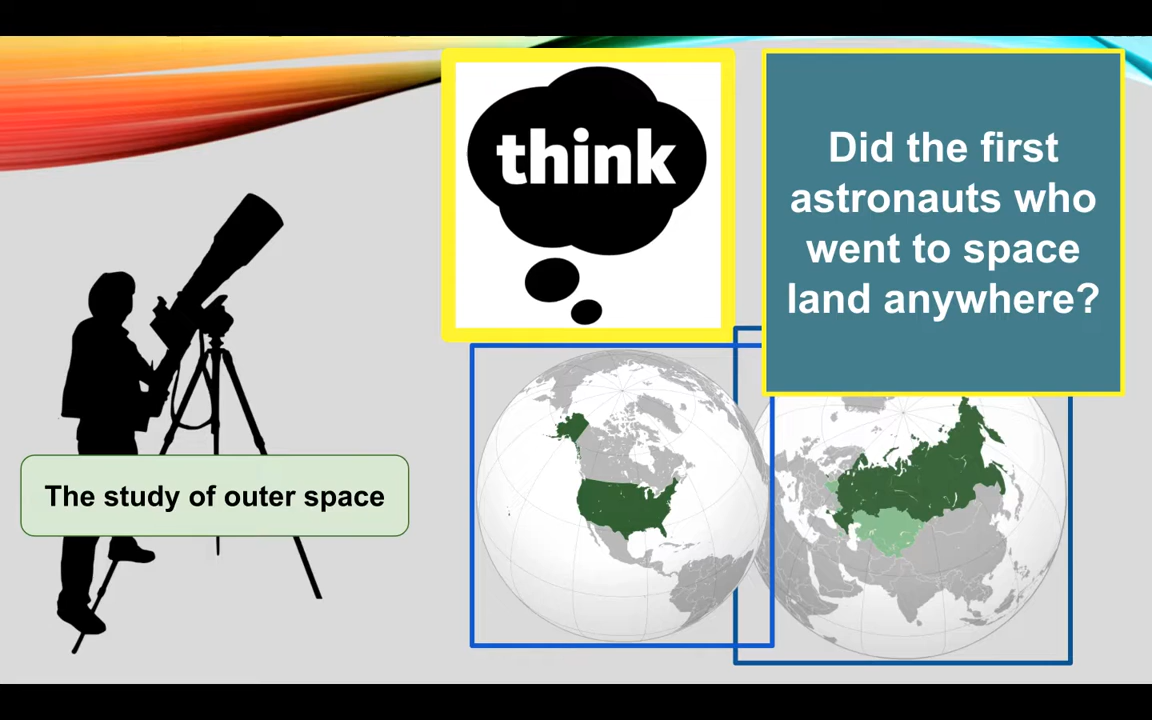 think
Did the first
astronauts who
went to space
land anywhere?
The study of outer space